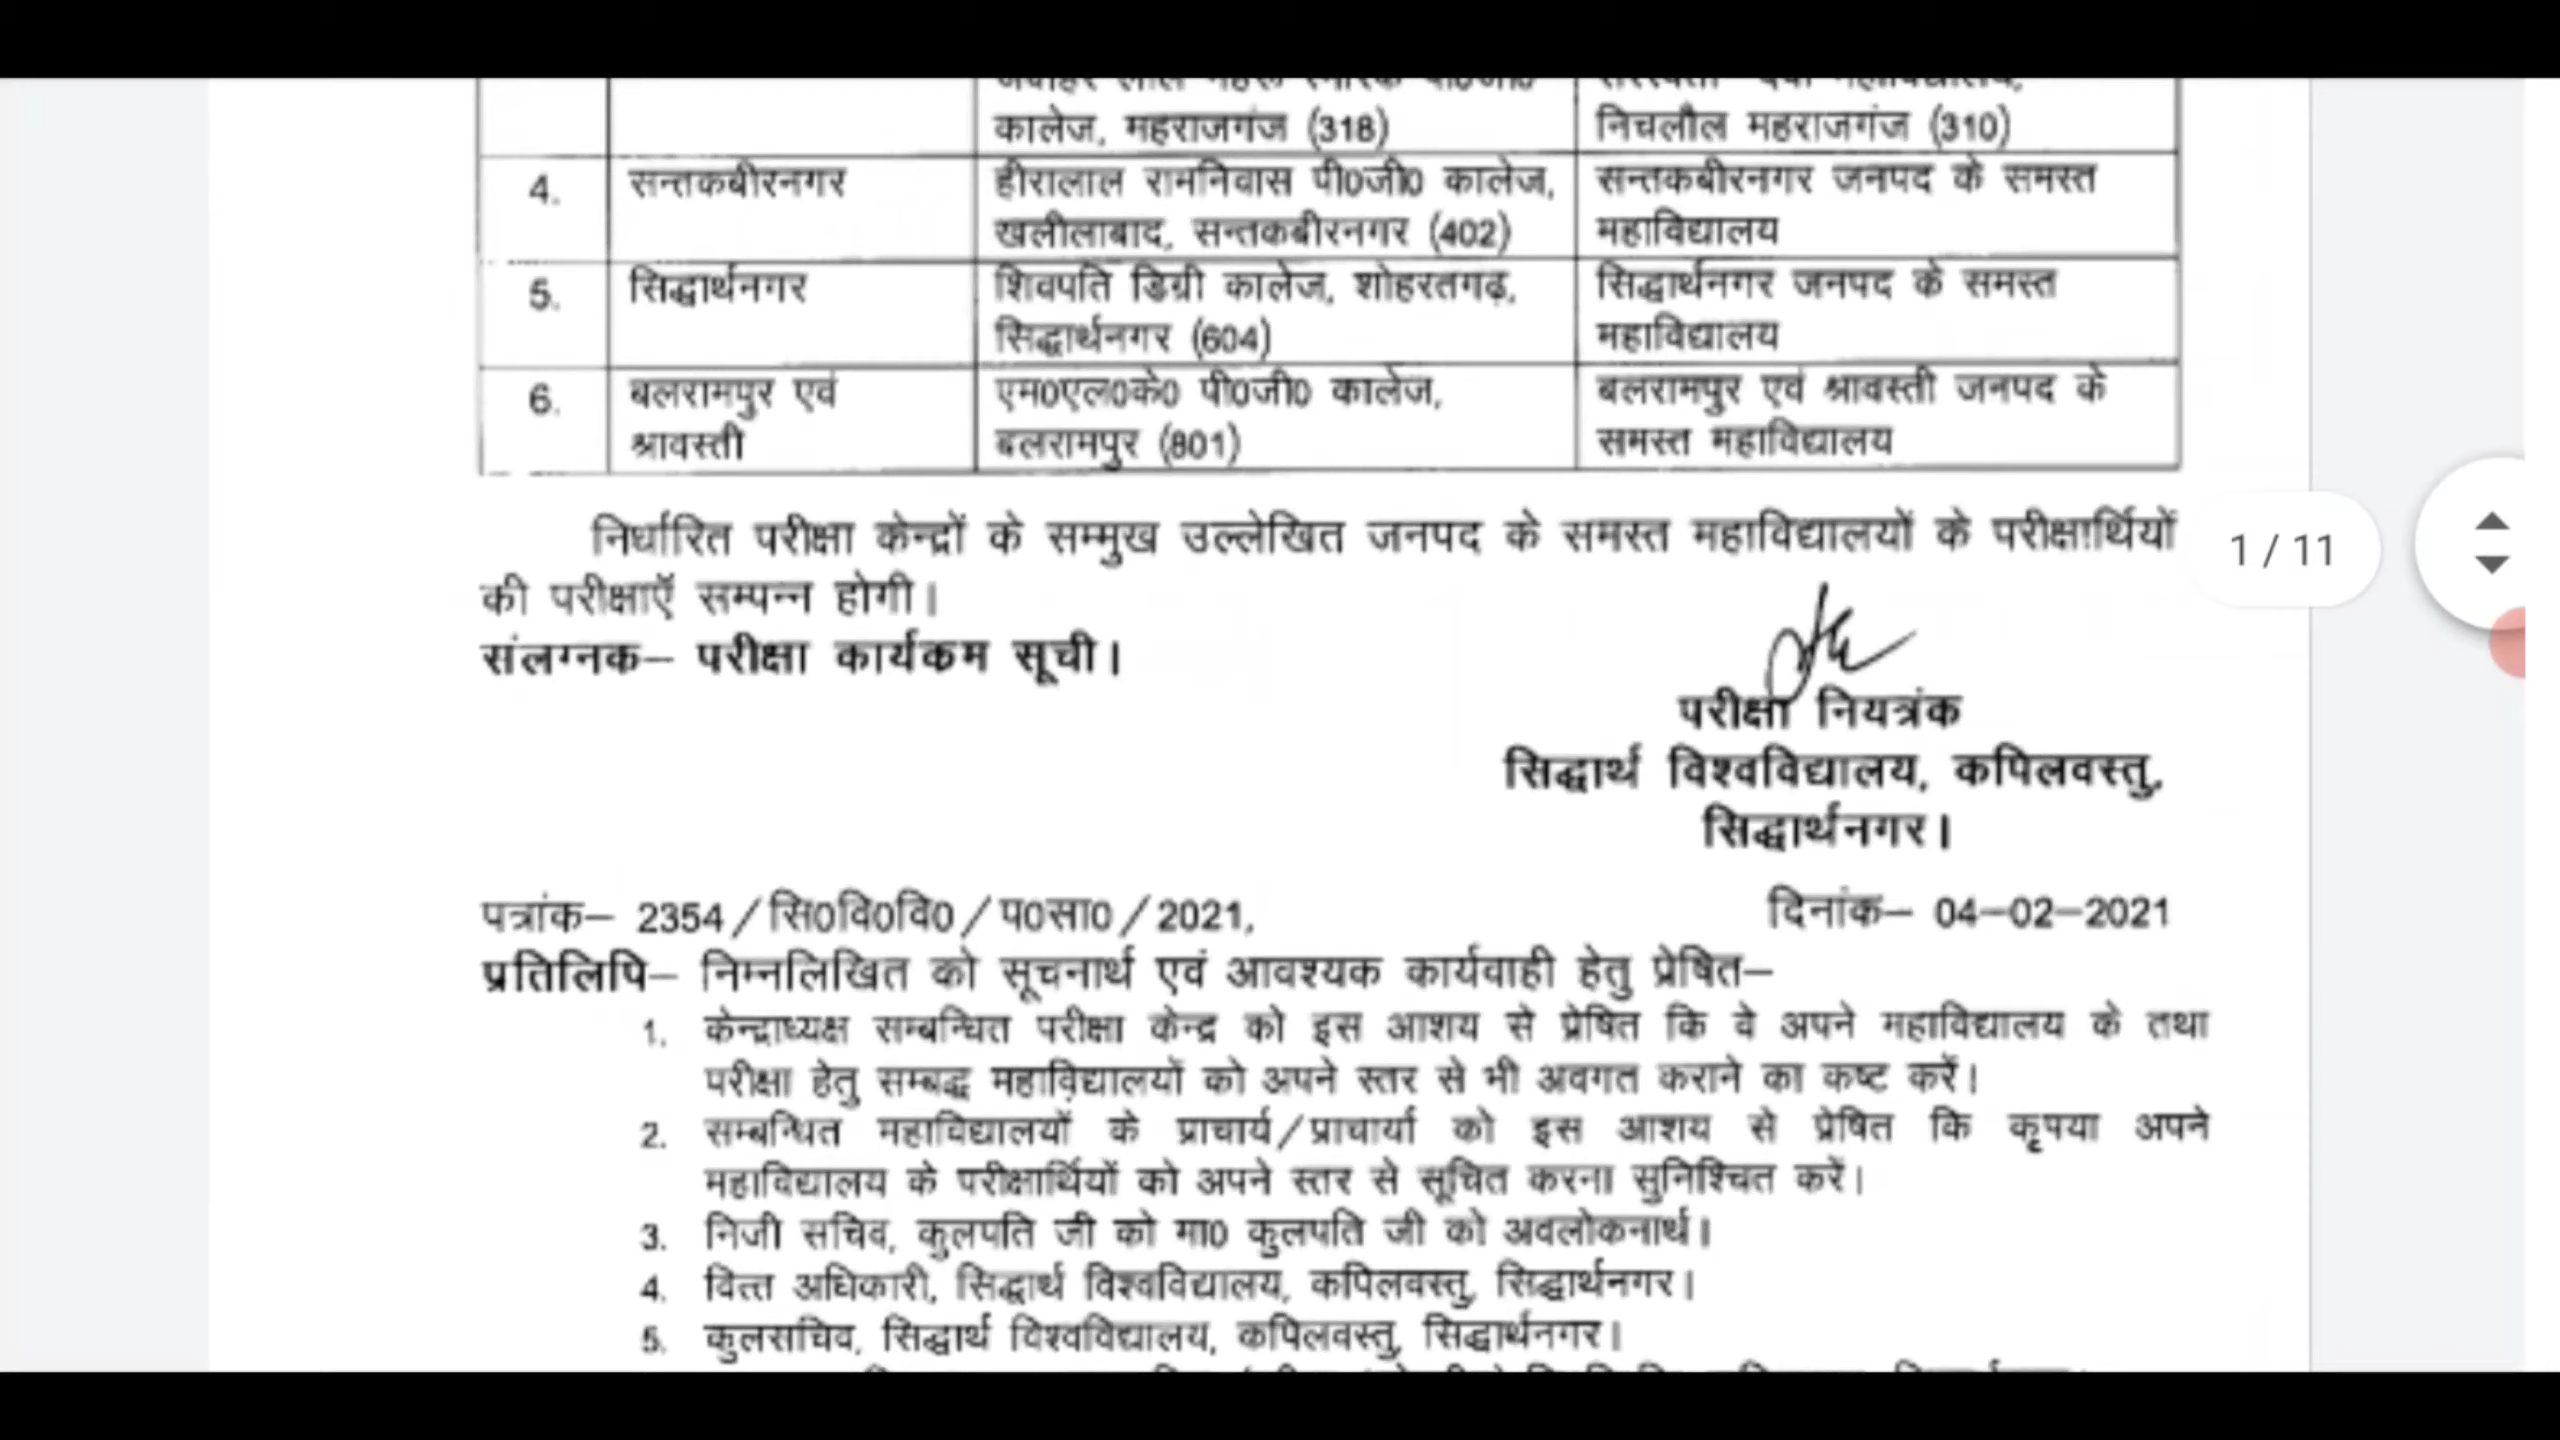 कालेज, महराजगंज (318)
निचलौल महराजगंज (310)
4. सन्तकबीरनगर
हीरालाल रामनिवास पी0जी0 कालेज,
खलीलाबाद, सन्तकबीरनगर (402)
सन्तकबीरनगर जनपद के समस्त
महाविद्यालय
5. सिद्धार्थनगर
शिवपति डिग्री कालेज, शोहरतगढ़,
सिद्धार्थनगर (604)
सिद्धार्थनगर जनपद के समस्त
महाविद्यालय
6. बलरामपुर एवं
श्रावस्ती
एम0एल0के0 पी0जी0 कालेज,
बलरामपुर (801)
बलरामपुर एवं श्रावस्ती जनपद के
समस्त महाविद्यालय
निर्धारित परीक्षा केन्द्रों के सम्मुख उल्लेखित जनपद के समस्त महाविद्यालयों के परीक्षार्थियों
की परीक्षाऍ सम्पन्न होगी।
संलग्नक– परीक्षा कार्यकम सूची।
1 / 11
परीक्षा नियत्रंक
सिद्धार्थ विश्वविद्यालय, कपिलवस्तु,
सिद्धार्थनगर।
पत्रांक– 2354 / सि0वि0वि0 / प0सा0 / 2021,
दिनांक– 04–02–2021
प्रतिलिपि– निम्नलिखित को सूचनार्थ एवं आवश्यक कार्यवाही हेतु प्रेषित–
1. केन्द्राध्यक्ष सम्बन्धित परीक्षा केन्द्र को इस आशय से प्रेषित कि वे अपने महाविद्यालय के तथा
परीक्षा हेतु सम्बद्ध महाविद्यालयों को अपने स्तर से भी अवगत कराने का कष्ट करें।
2. सम्बन्धित महाविद्यालयों के प्राचार्य/प्राचार्या को इस आशय से प्रेषित कि कृपया अपने
महाविद्यालय के परीक्षार्थियों को अपने स्तर से सूचित करना सुनिश्चित करें।
3. निजी सचिव, कुलपति जी को मा0 कुलपति जी को अवलोकनार्थ।
4. वित्त अधिकारी, सिद्धार्थ विश्वविद्यालय, कपिलवस्तु, सिद्धार्थनगर।
5. कुलसचिव, सिद्धार्थ विश्वविद्यालय, कपिलवस्तु, सिद्धार्थनगर।